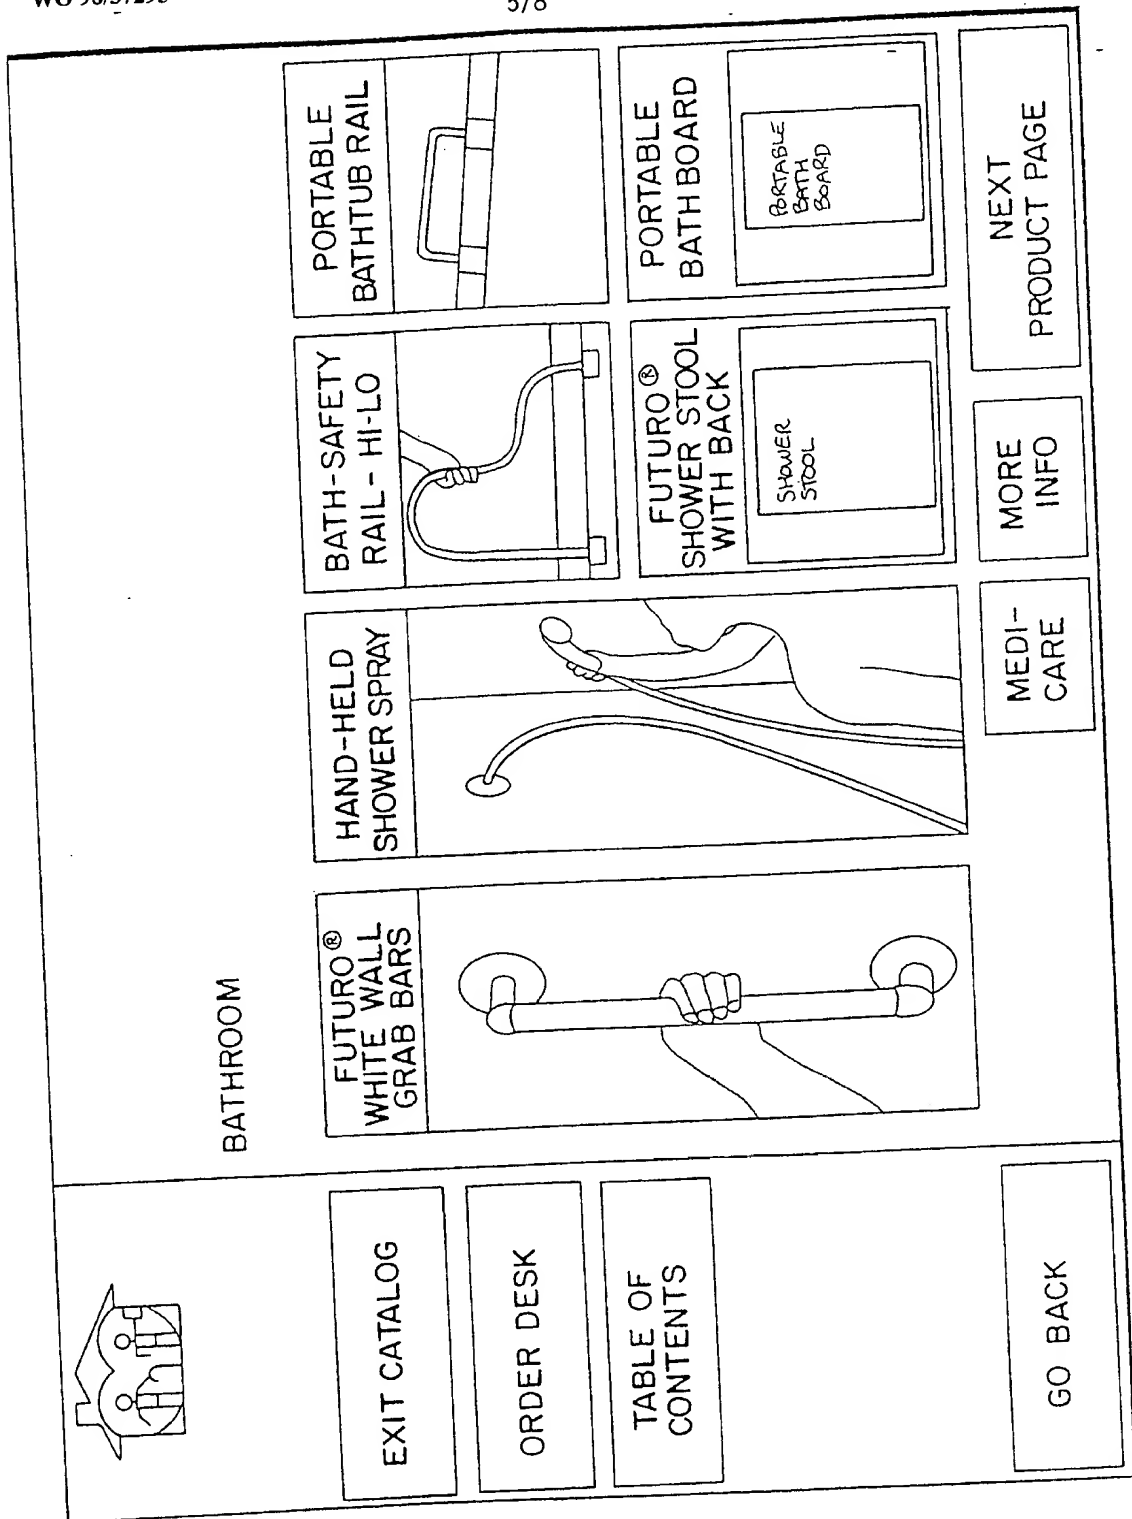 5/8
BATHROOM
EXIT CATALOG
ORDER DESK
TABLE OF
CONTENTS
GO BACK
FUTURO®
WHITE WALL
GRAB BARS
HAND-HELD
SHOWER SPRAY
BATH-SAFETY
RAIL - HI-LO
PORTABLE
BATHTUB RAIL
FUTURO®
SHOWER STOOL
WITH BACK
SHOWER
STOOL
PORTABLE
BATH BOARD
PORTABLE
BATH
BOARD
MEDI-
CARE
MORE
INFO
NEXT
PRODUCT PAGE